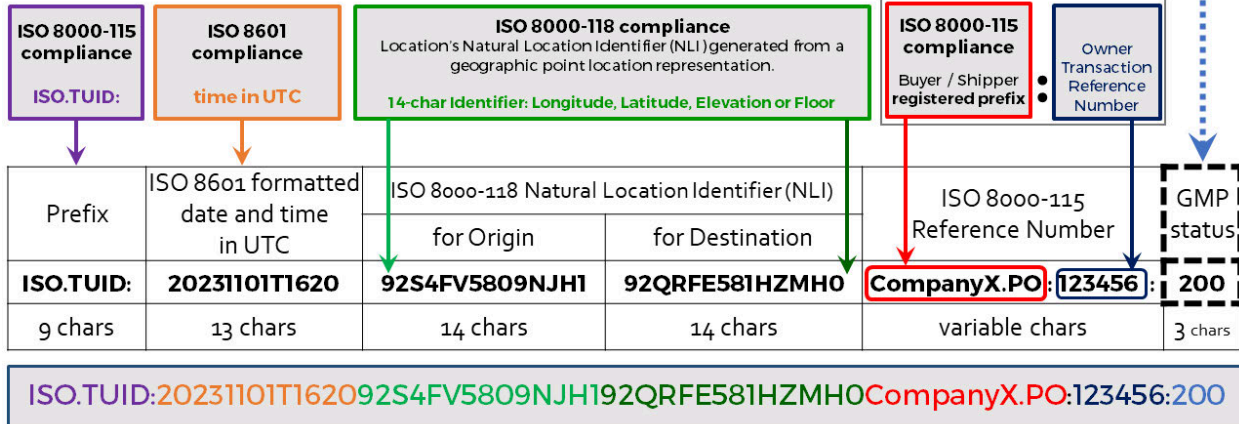 ISO 8000-115
compliance
ISO.TUID:
ISO 8601
compliance
time in UTC
ISO 8000-118 compliance
Location's Natural Location Identifier (NLI) generated from a
geographic point location representation.
14-char Identifier: Longitude, Latitude, Elevation or Floor
ISO 8000-115
compliance
Buyer / Shipper
registered prefix
:
Owner
Transaction
Reference
Number
Prefix
ISO 8601 formatted
date and time
in UTC
ISO 8000-118 Natural Location Identifier (NLI)
for Origin
for Destination
ISO 8000-115
Reference Number
GMP
status
ISO.TUID:
20231101T1620
92S4FV5809NJH1
92QRFE581HZMH0
CompanyX.PO:123456:
200
9 chars
13 chars
14 chars
14 chars
variable chars
3 chars
ISO.TUID:20231101T162092S4FV5809NJH192QRFE581HZMH0CompanyX.PO:123456:200